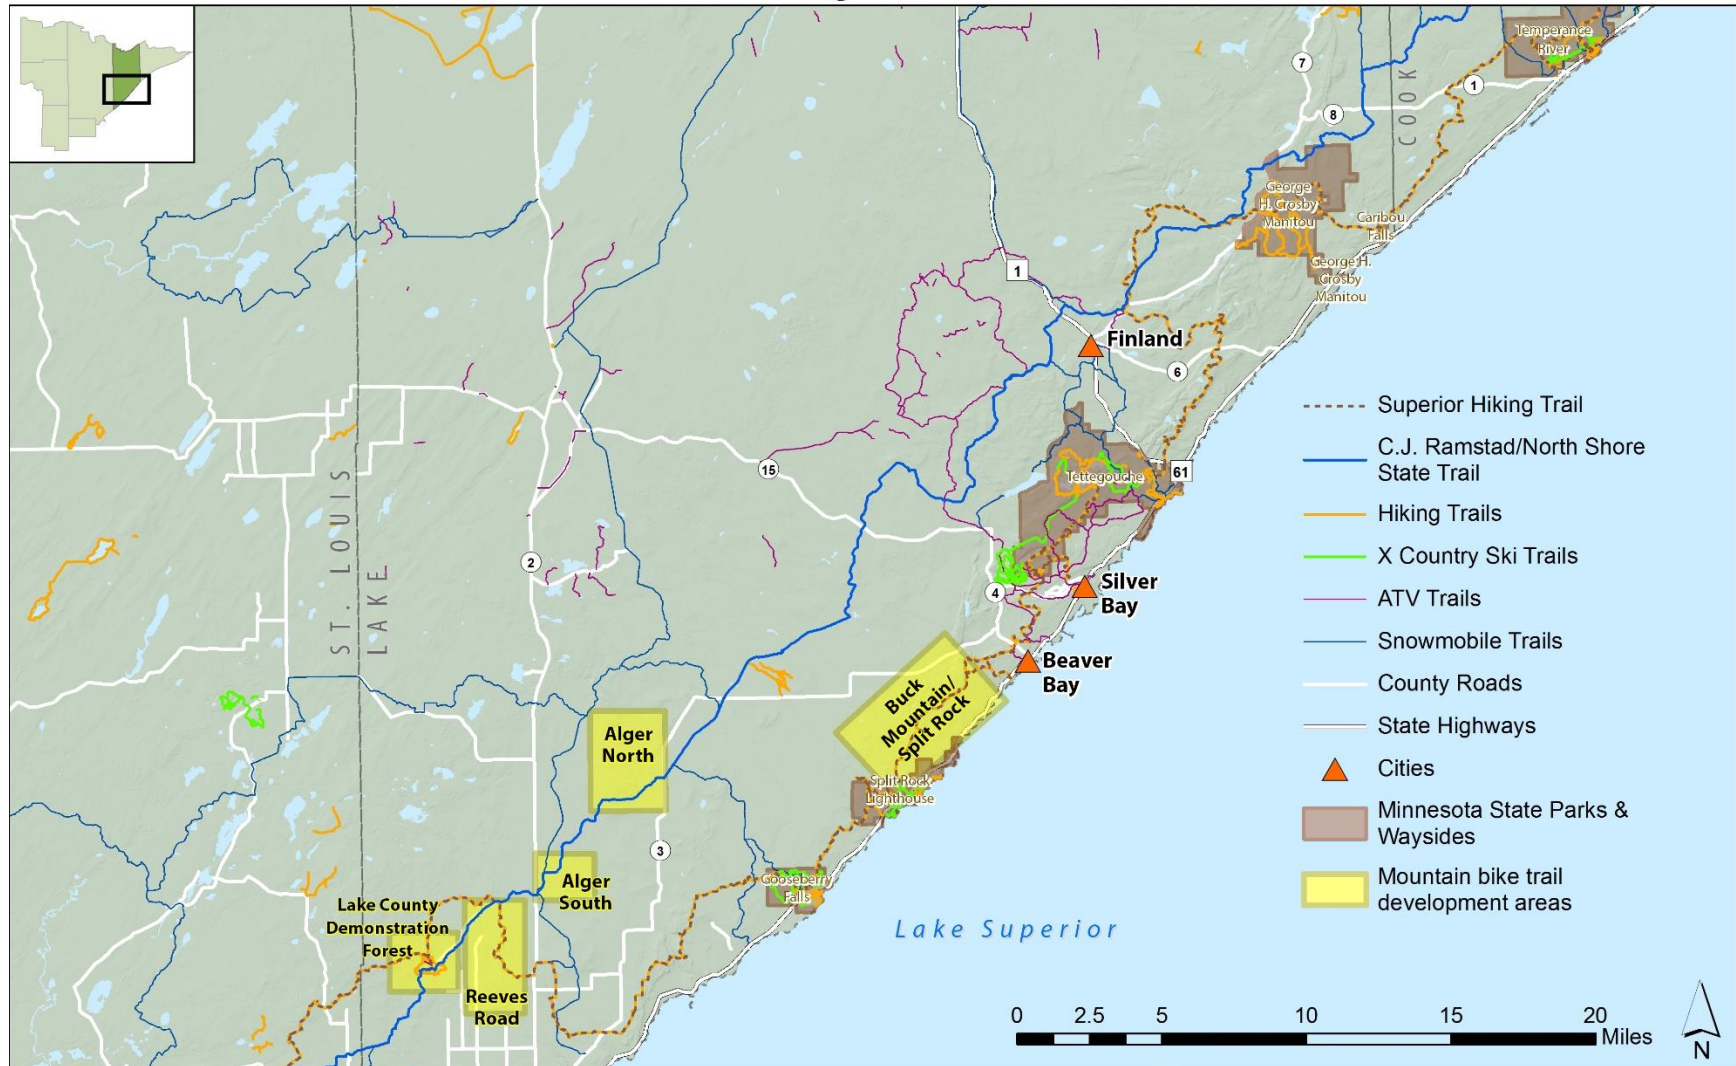 Temperance
River
COOK
7
1
8
George
H. Crosby
Manitou
Caribou
Falls
George H.
Crosby
Manitou
1
Finland
6
Superior Hiking Trail
C.J. Ramstad/North Shore
State Trail
Hiking Trails
X Country Ski Trails
ATV Trails
Snowmobile Trails
County Roads
State Highways
Cities
Minnesota State Parks &
Waysides
Mountain bike trail
development areas
15
61
Tettegouche
ST. LOUIS
LAKE
2
4
Silver
Bay
Beaver
Bay
Buck
Mountain/
Split Rock
Alger
North
Split Rock
Lighthouse
3
Alger
South
Gooseberry
Falls
Lake County
Demonstration
Forest
Reeves
Road
Lake Superior
0 2.5 5 10 15 20
Miles
N